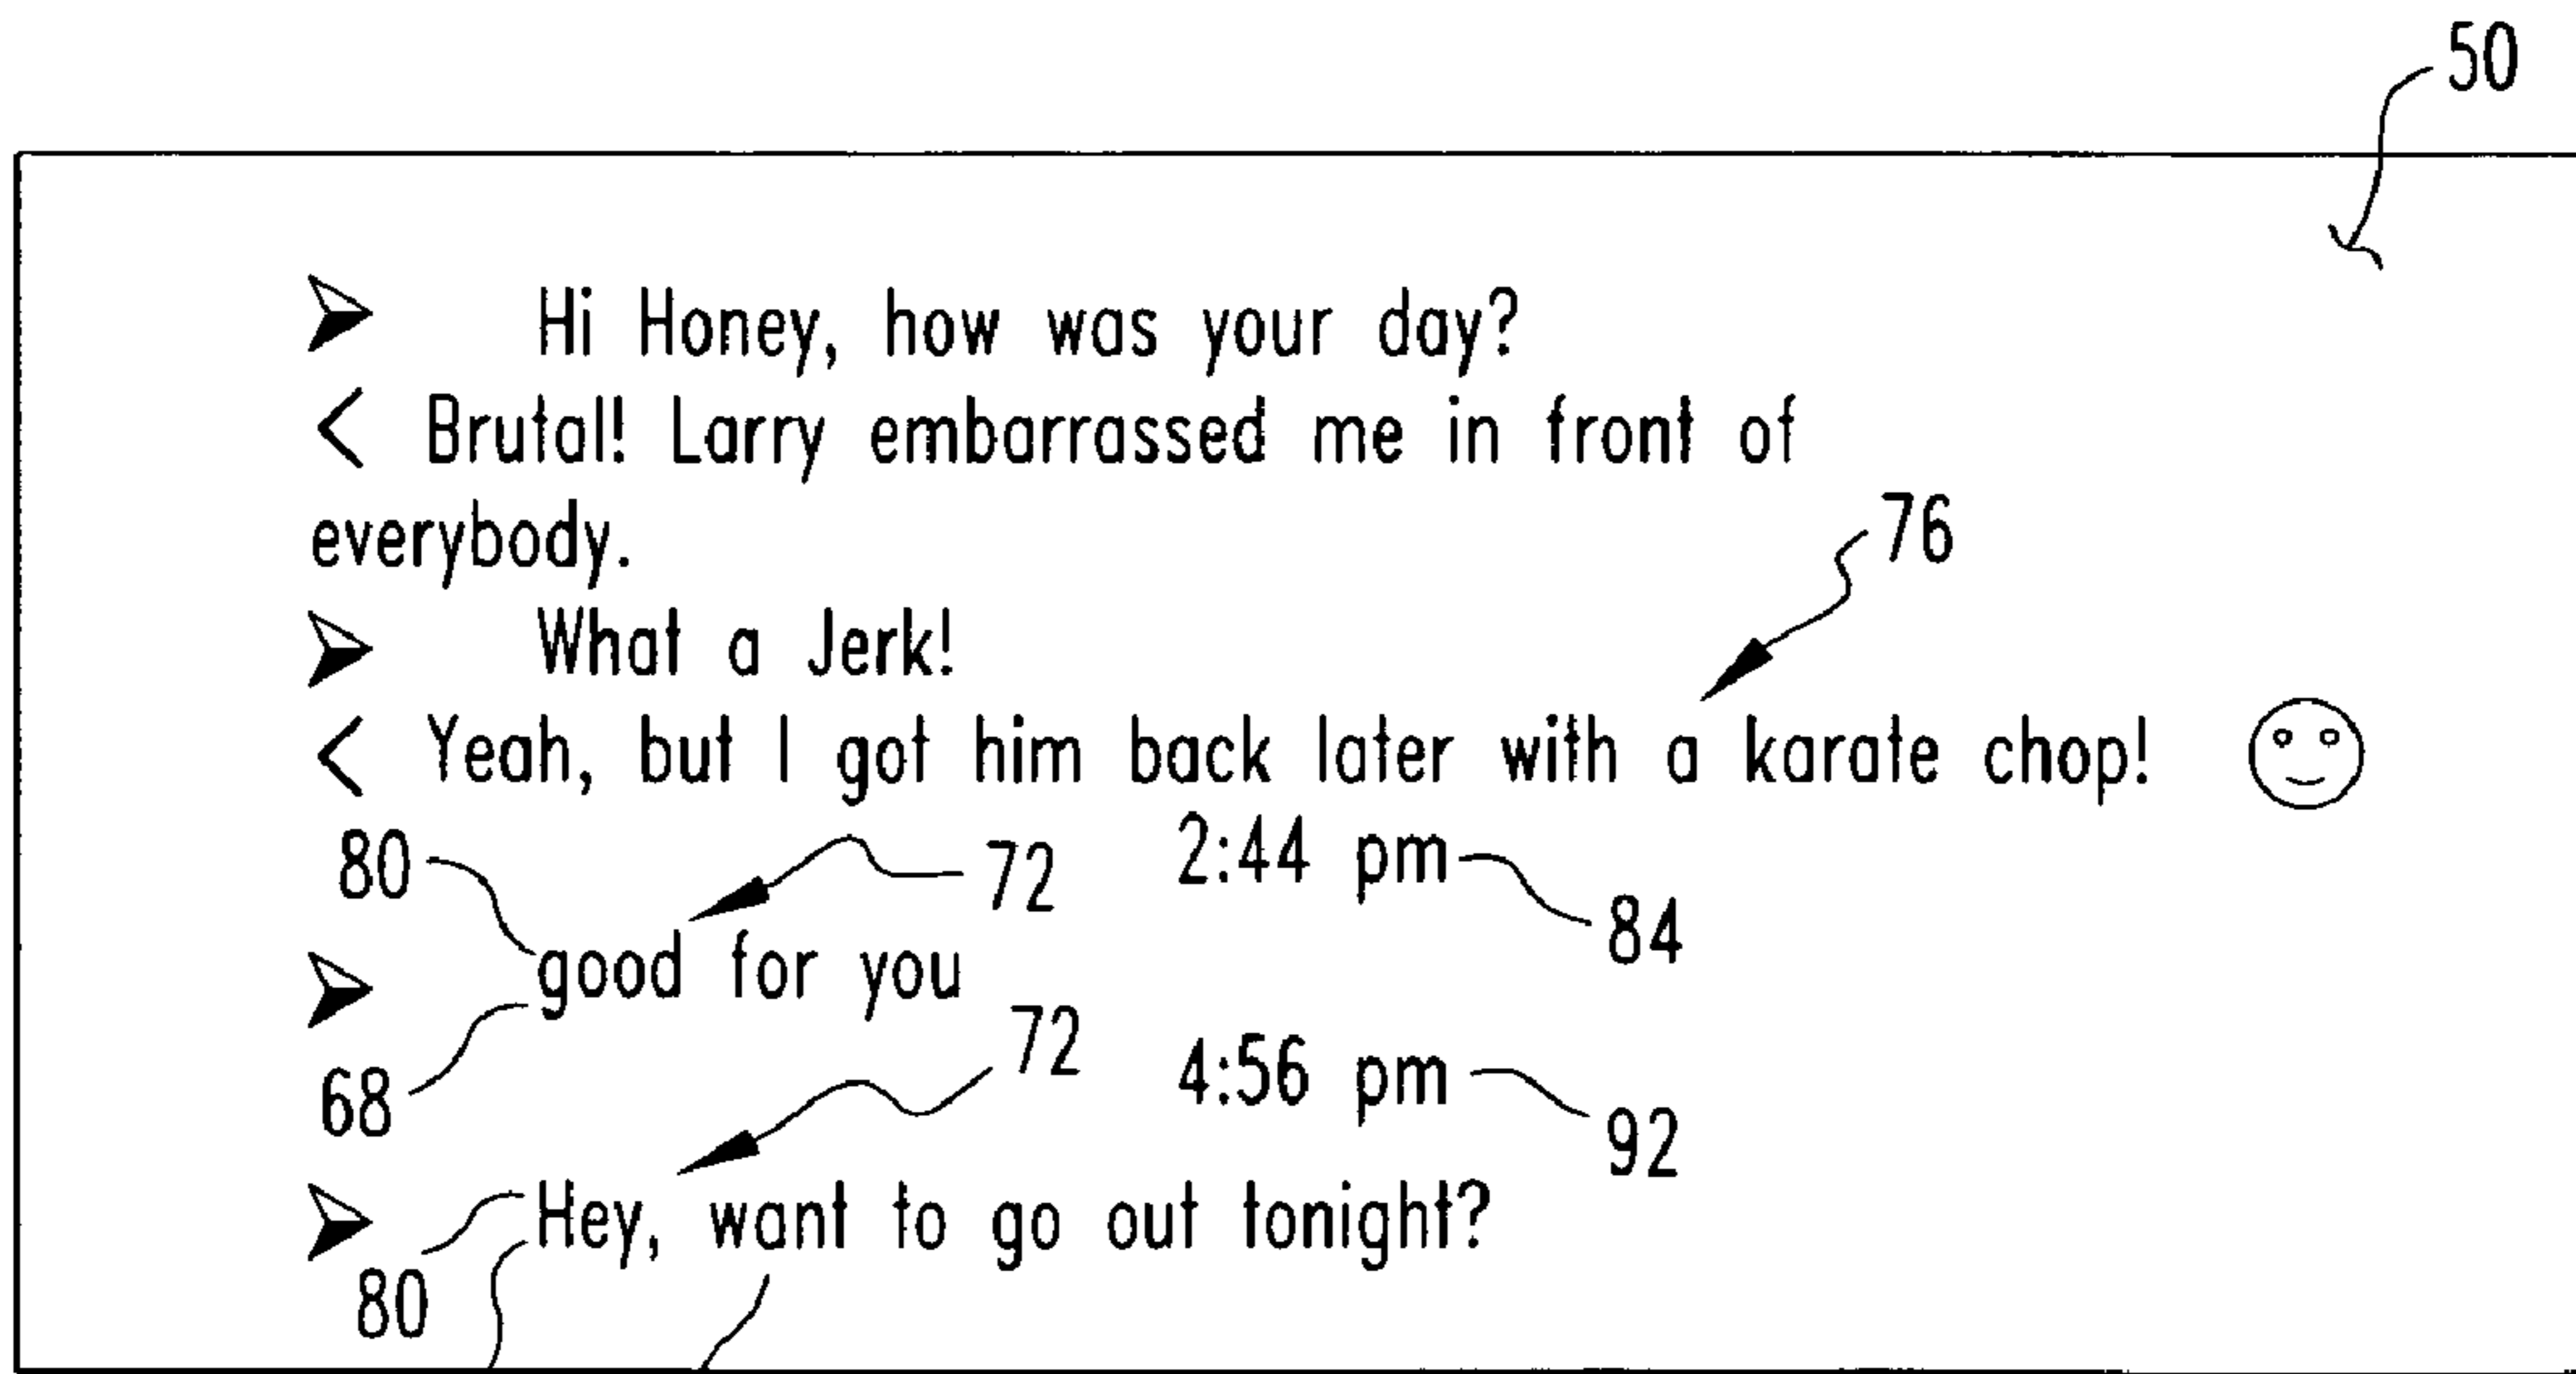 50
➢ Hi Honey, how was your day?
< Brutal! Larry embarrassed me in front of
everybody.
76
➢ What a Jerk!
< Yeah, but I got him back later with a karate chop! ☺
80 72 2:44 pm 84
➢ good for you
68 72 4:56 pm 92
➢ Hey, want to go out tonight?
80